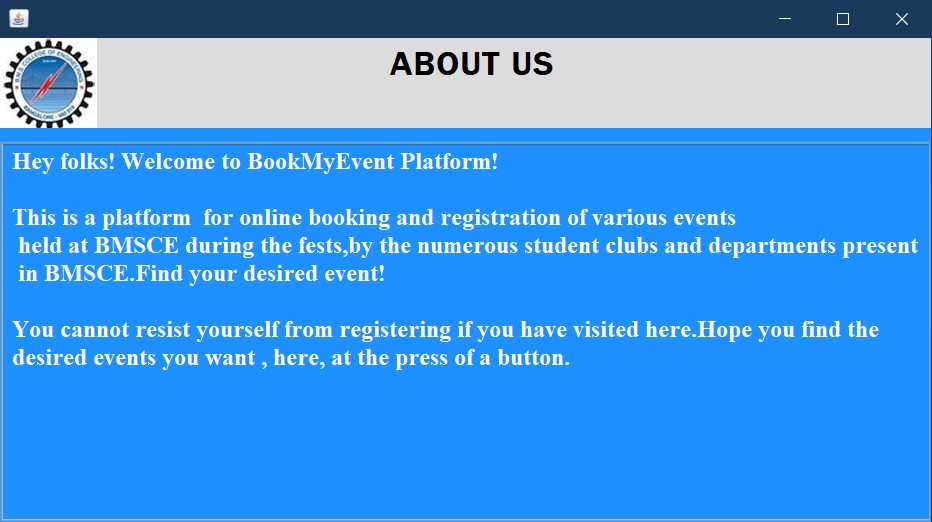 B.M.S. COLLEGE OF ENGINEERING
ABOUT US
Hey folks! Welcome to BookMyEvent Platform!
This is a platform  for online booking and registration of various events
held at BMSCE during the fests,by the numerous student clubs and departments present
in BMSCE.Find your desired event!
You cannot resist yourself from registering if you have visited here.Hope you find the
desired events you want , here, at the press of a button.